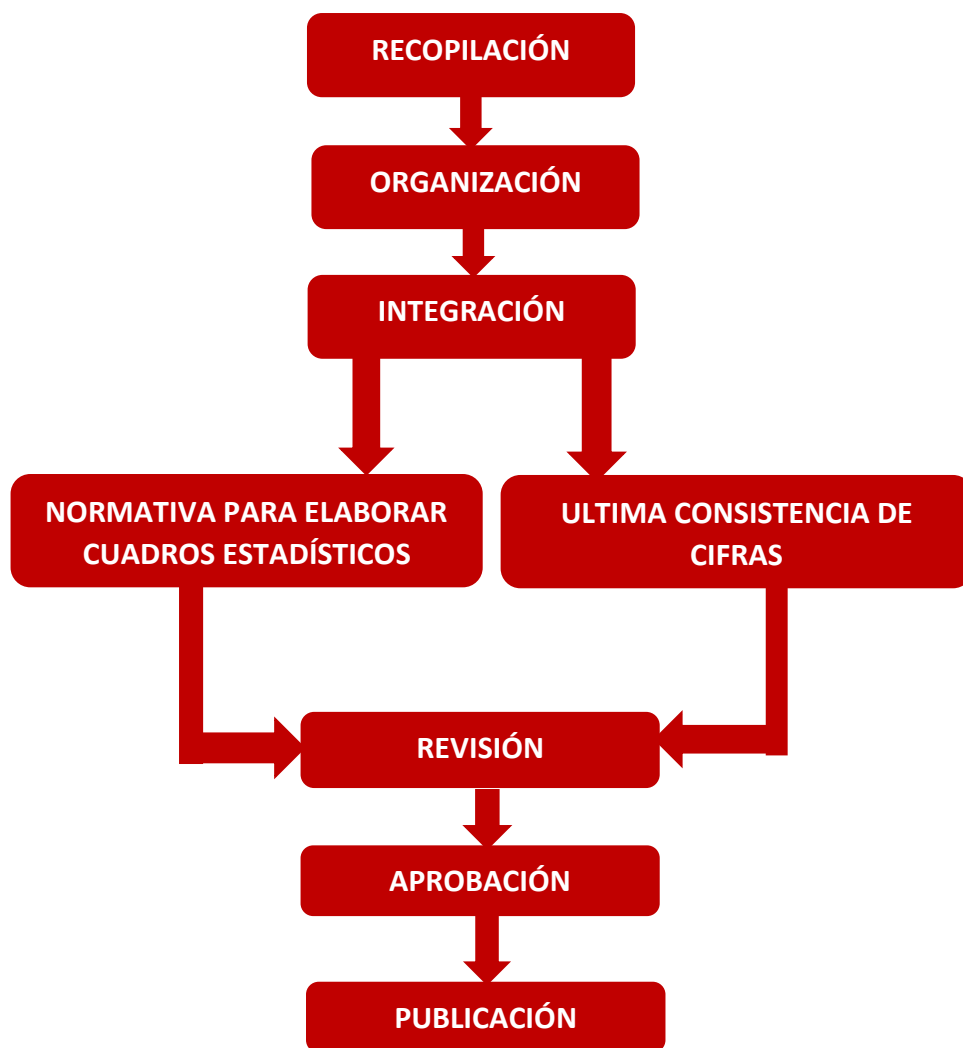 RECOPILACIÓN
ORGANIZACIÓN
INTEGRACIÓN
NORMATIVA PARA ELABORAR
CUADROS ESTADÍSTICOS
ULTIMA CONSISTENCIA DE
CIFRAS
REVISIÓN
APROBACIÓN
PUBLICACIÓN